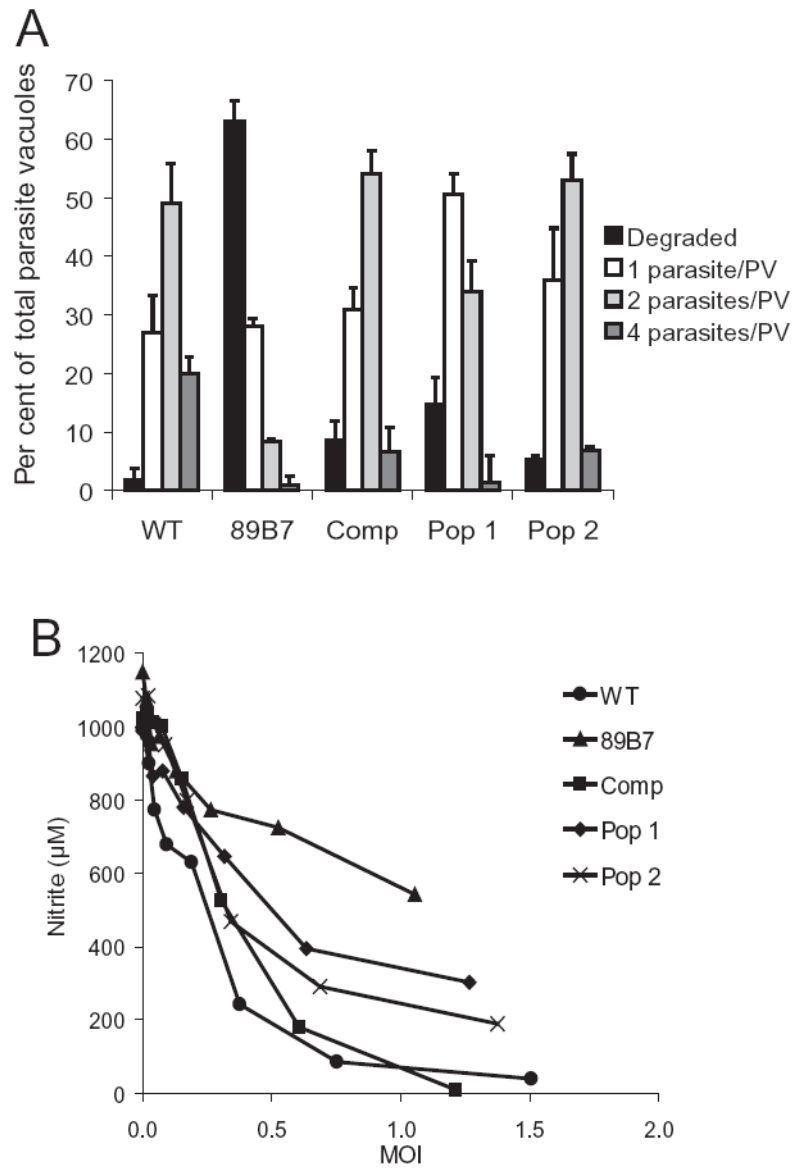 A
Per cent of total parasite vacuoles
70
60
50
40
30
20
10
0
WT 89B7 Comp Pop 1 Pop 2
Degraded
1 parasite/PV
2 parasites/PV
4 parasites/PV
B
Nitrite (µM)
1200
1000
800
600
400
200
0
0.0 0.5 1.0 1.5 2.0
MOI
WT
89B7
Comp
Pop 1
Pop 2